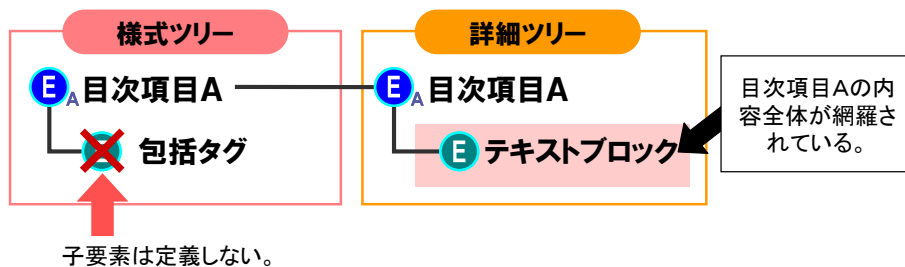 様式ツリー
E A 目次項目A
包括タグ
子要素は定義しない。
詳細ツリー
E A 目次項目A
E テキストブロック
目次項目Aの内
容全体が網羅さ
れている。